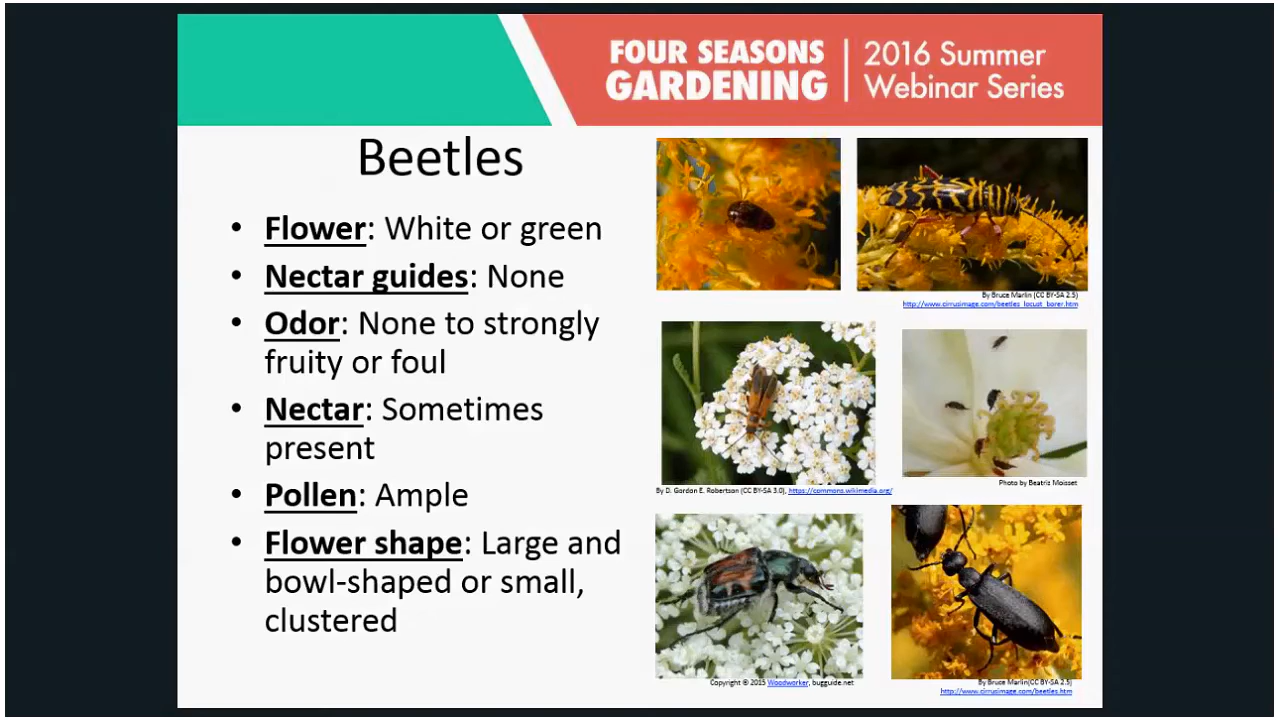 FOUR SEASONS
GARDENING
2016 Summer
Webinar Series
Beetles
• Flower: White or green
• Nectar guides: None
• Odor: None to strongly
fruity or foul
• Nectar: Sometimes
present
• Pollen: Ample
• Flower shape: Large and
bowl-shaped or small,
clustered
By Bruce Marlin (CC BY-SA 2.5)
http://www.cirrusimage.com/beetles_locust_borer.htm
By D. Gordon E. Robertson (CC BY-SA 3.0), https://commons.wikimedia.org/
Photo by Beatriz Moisset
Copyright © 2015 Woodworker, bugguide.net
By Bruce Marlin(CC BY-SA 2.5)
http://www.cirrusimage.com/beetles.htm